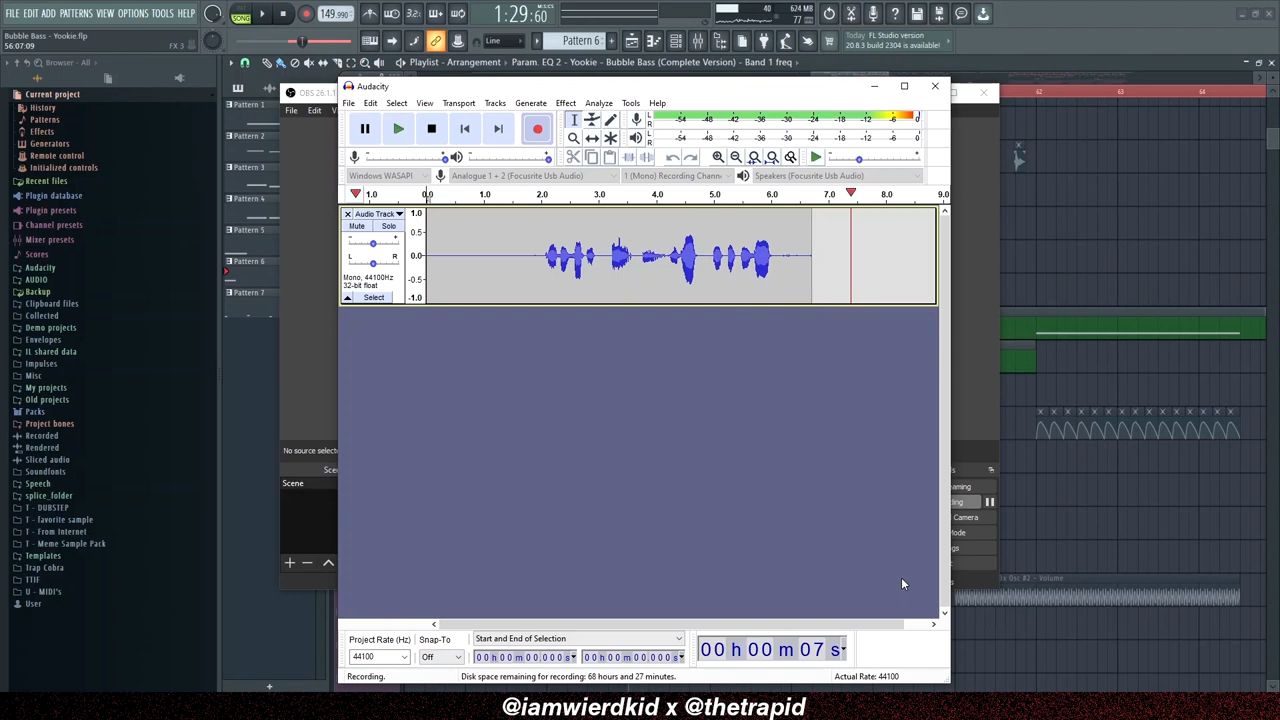 FILE EDIT ADD PATTERNS VIEW OPTIONS TOOLS HELP
SONG
149.990
3.2:
1:29:60
M:S:CS
40
624 MB
77
Bubble Bass - Yookie.flp
56:07:09
FX 3
Line
Pattern 6
Today FL Studio version
20.8.3 build 2304 is available!
Browser - All
Playlist - Arrangement
Param. EQ 2 - Yookie - Bubble Bass (Complete Version) - Band 1 freq
Current project
History
Patterns
Effects
Generators
Remote control
Initialized controls
Recent files
Plugin database
Plugin presets
Channel presets
Mixer presets
Scores
Audacity
AUDIO
Backup
Clipboard files
Collected
Demo projects
Envelopes
IL shared data
Impulses
Misc
My projects
Old projects
Packs
Project bones
Recorded
Rendered
Sliced audio
Soundfonts
Speech
splice_folder
T - DUBSTEP
T - favorite sample
T - From Internet
T - Meme Sample Pack
Templates
Trap Cobra
TTIF
U - MIDI's
User
Pattern 1
Pattern 2
Pattern 3
Pattern 4
Pattern 5
Pattern 6
Pattern 7
OBS 26.1.1
File Edit
No source select
Scene
Audacity
File Edit Select View Transport Tracks Generate Effect Analyze Tools Help
L R -54 -48 -42 -36 -30 -24 -18 -12 -6 0
L R -54 -48 -42 -36 -30 -24 -18 -12 -6 0
Windows WASAPI
Analogue 1 + 2 (Focusrite Usb Audio)
1 (Mono) Recording Chann
Speakers (Focusrite Usb Audio)
1.0 0.0 1.0 2.0 3.0 4.0 5.0 6.0 7.0 8.0 9.0
Audio Track
Mute Solo
- +
L R
Mono, 44100Hz
32-bit float
Select
1.0
0.5
0.0
-0.5
-1.0
62 63 64
Camera
Project Rate (Hz)
Snap-To
Start and End of Selection
44100
Off
00 h 00 m 00.000 s
00 h 00 m 00.000 s
00 h 00 m 07 s
Recording.
Disk space remaining for recording: 68 hours and 27 minutes.
Actual Rate: 44100
@iamwierdkid x @thetrapid